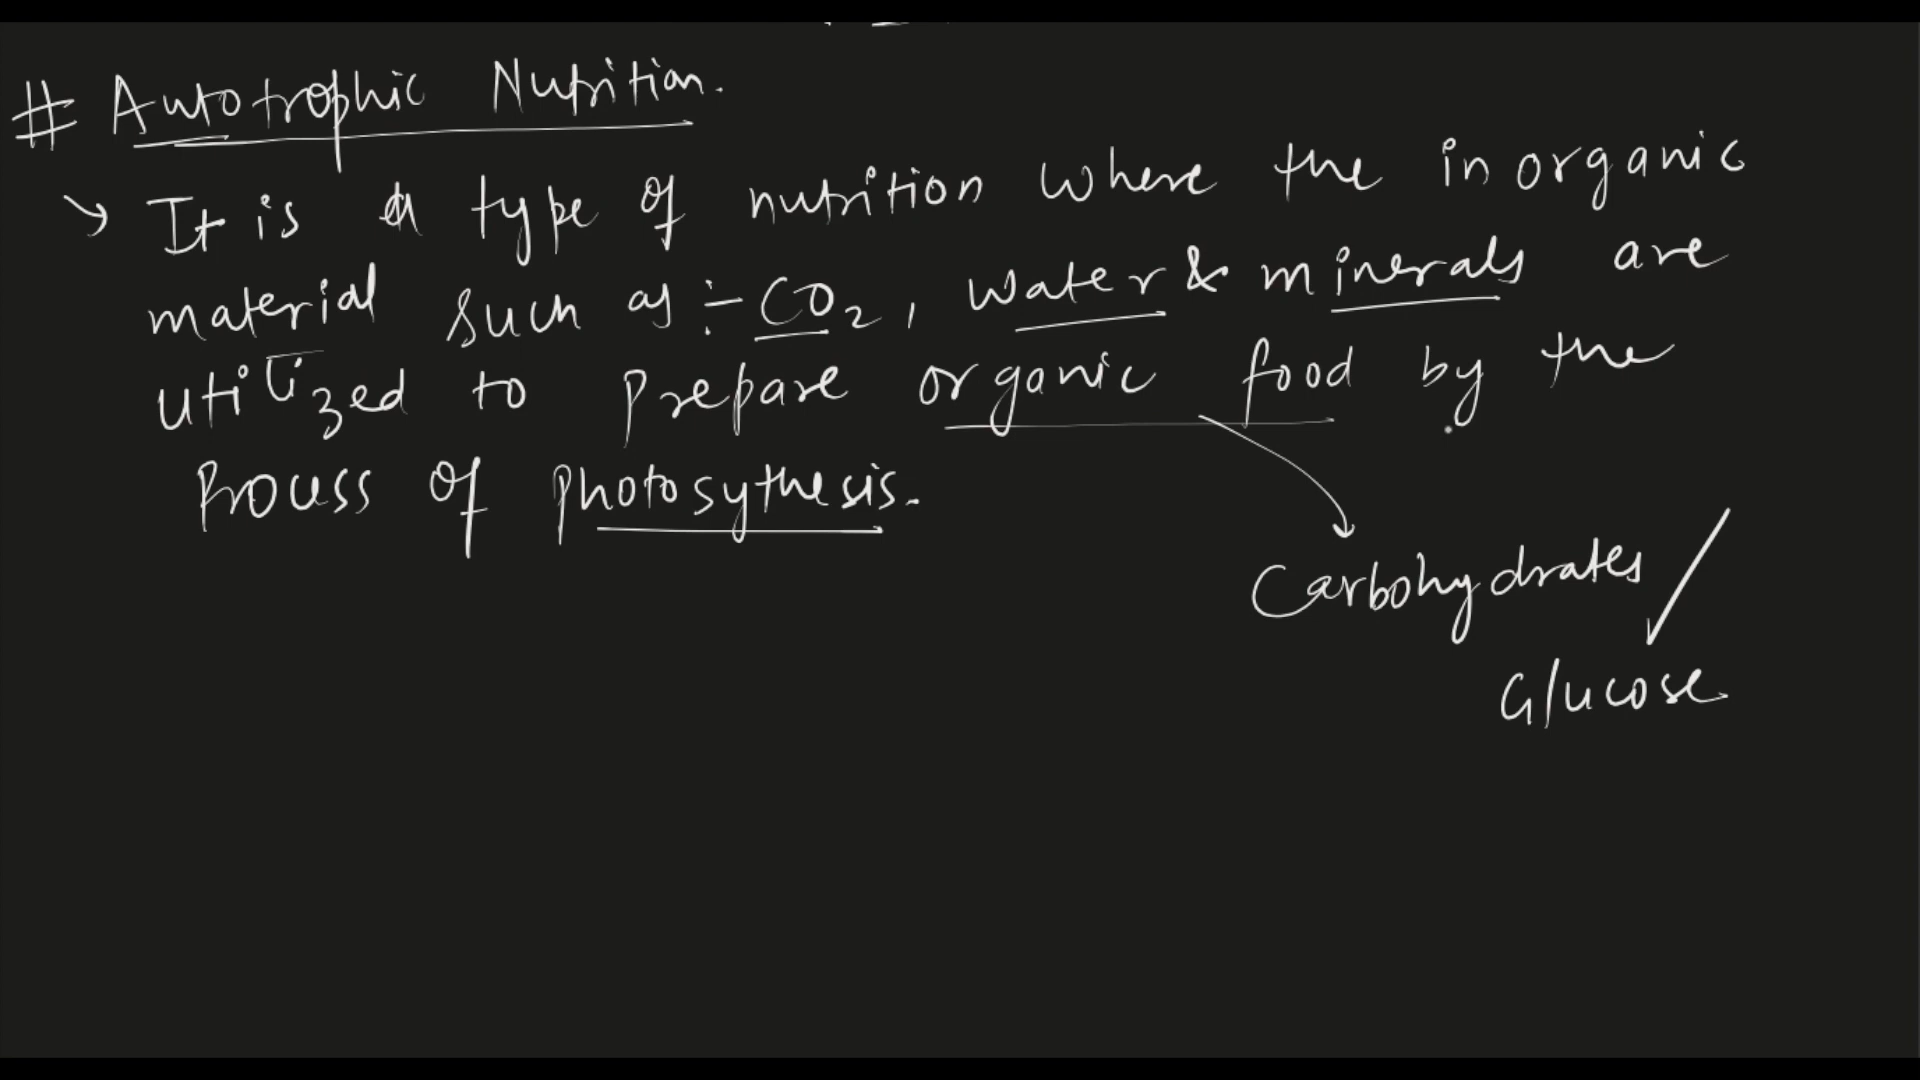 # Autotrophic Nutrition.
→ It is a type of nutrition where the inorganic
material such as :- CO₂, water & minerals are
utilized to prepare organic food by the
Process of photosythesis.
Carbohydrates
Glucose